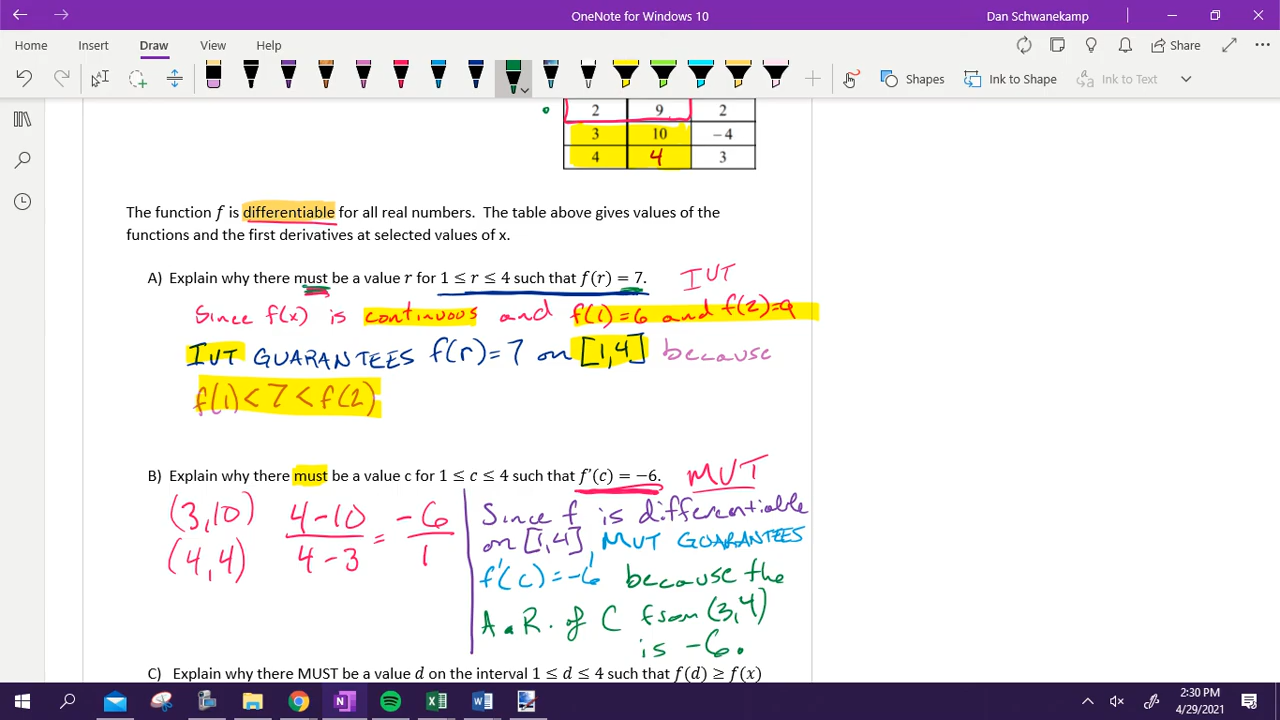 OneNote for Windows 10
Dan Schwanekamp
Home Insert Draw View Help
Share
Shapes
Ink to Shape
Ink to Text
2 9 2
3 10 −4
4 4 3
The function f is differentiable for all real numbers. The table above gives values of the
functions and the first derivatives at selected values of x.
A) Explain why there must be a value r for 1 ≤ r ≤ 4 such that f(r) = 7. IVT
Since f(x) is continuous and f(1)=6 and f(2)=9
IVT GUARANTEES f(r)=7 on [1,4] because
f(1)<7<f(2)
B) Explain why there must be a value c for 1 ≤ c ≤ 4 such that f′(c) = −6. MVT
(3,10)
(4,4)
4-10 / 4-3 = -6 / 1
Since f is differentiable
on [1,4], MVT GUARANTEES
f'(c)=-6 because the
A.R. of C from (3,4)
is -6.
C) Explain why there MUST be a value d on the interval 1 ≤ d ≤ 4 such that f(d) ≥ f(x)
2:30 PM
4/29/2021